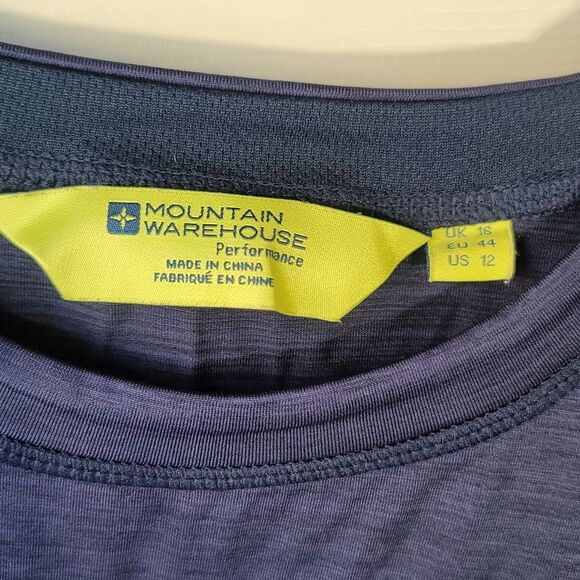 MOUNTAIN
WAREHOUSE
Performance
MADE IN CHINA
FABRIQUÉ EN CHINE
UK 16
EU 44
US 12